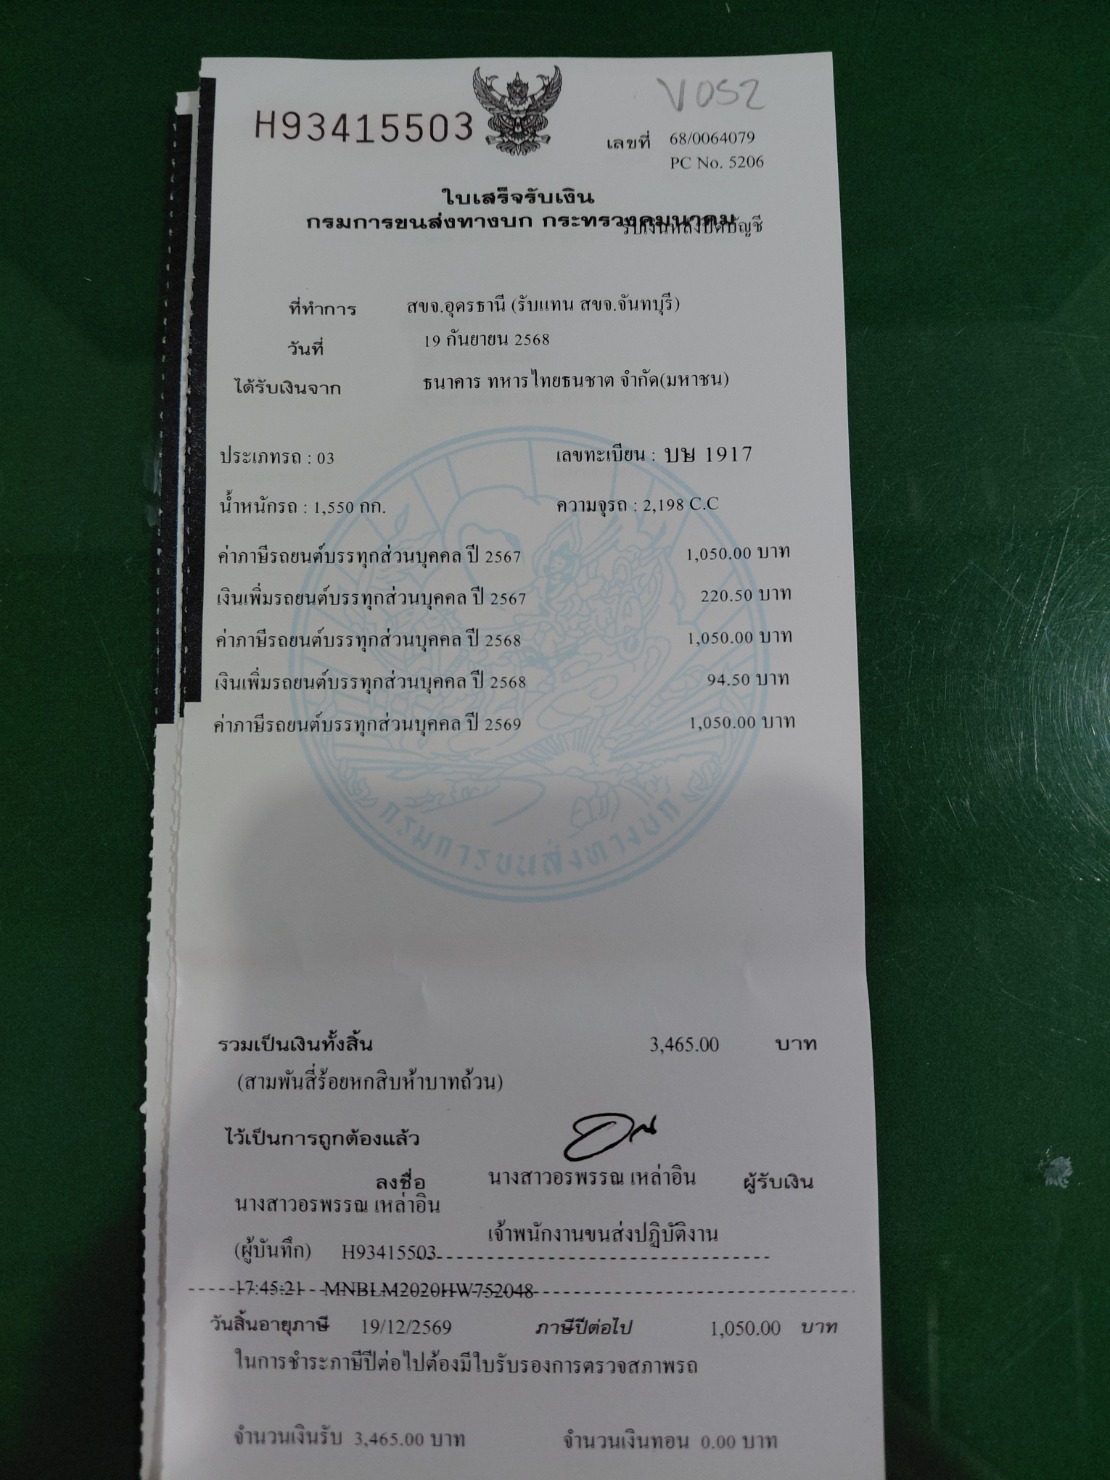 V052
H93415503
เลขที่ 68/0064079
PC No. 5206
ใบเสร็จรับเงิน
กรมการขนส่งทางบก กระทรวงคมนาคม
รับเงินหลังปิดบัญชี
ที่ทำการ สขจ.อุดรธานี (รับแทน สขจ.จันทบุรี)
วันที่ 19 กันยายน 2568
ได้รับเงินจาก ธนาคาร ทหารไทยธนชาต จำกัด(มหาชน)
ประเภทรถ : 03 เลขทะเบียน : บษ 1917
น้ำหนักรถ : 1,550 กก. ความจุรถ : 2,198 C.C
ค่าภาษีรถยนต์บรรทุกส่วนบุคคล ปี 2567 1,050.00 บาท
เงินเพิ่มรถยนต์บรรทุกส่วนบุคคล ปี 2567 220.50 บาท
ค่าภาษีรถยนต์บรรทุกส่วนบุคคล ปี 2568 1,050.00 บาท
เงินเพิ่มรถยนต์บรรทุกส่วนบุคคล ปี 2568 94.50 บาท
ค่าภาษีรถยนต์บรรทุกส่วนบุคคล ปี 2569 1,050.00 บาท
กรมการขนส่งทางบก
รวมเป็นเงินทั้งสิ้น 3,465.00 บาท
(สามพันสี่ร้อยหกสิบห้าบาทถ้วน)
ไว้เป็นการถูกต้องแล้ว
ลงชื่อ นางสาวอรพรรณ เหล่าอิน ผู้รับเงิน
นางสาวอรพรรณ เหล่าอิน
เจ้าพนักงานขนส่งปฏิบัติงาน
(ผู้บันทึก) H93415503
17:45:21 MNBLM2020HW752048
วันสิ้นอายุภาษี 19/12/2569 ภาษีปีต่อไป 1,050.00 บาท
ในการชำระภาษีปีต่อไปต้องมีใบรับรองการตรวจสภาพรถ
จำนวนเงินรับ 3,465.00 บาท จำนวนเงินทอน 0.00 บาท